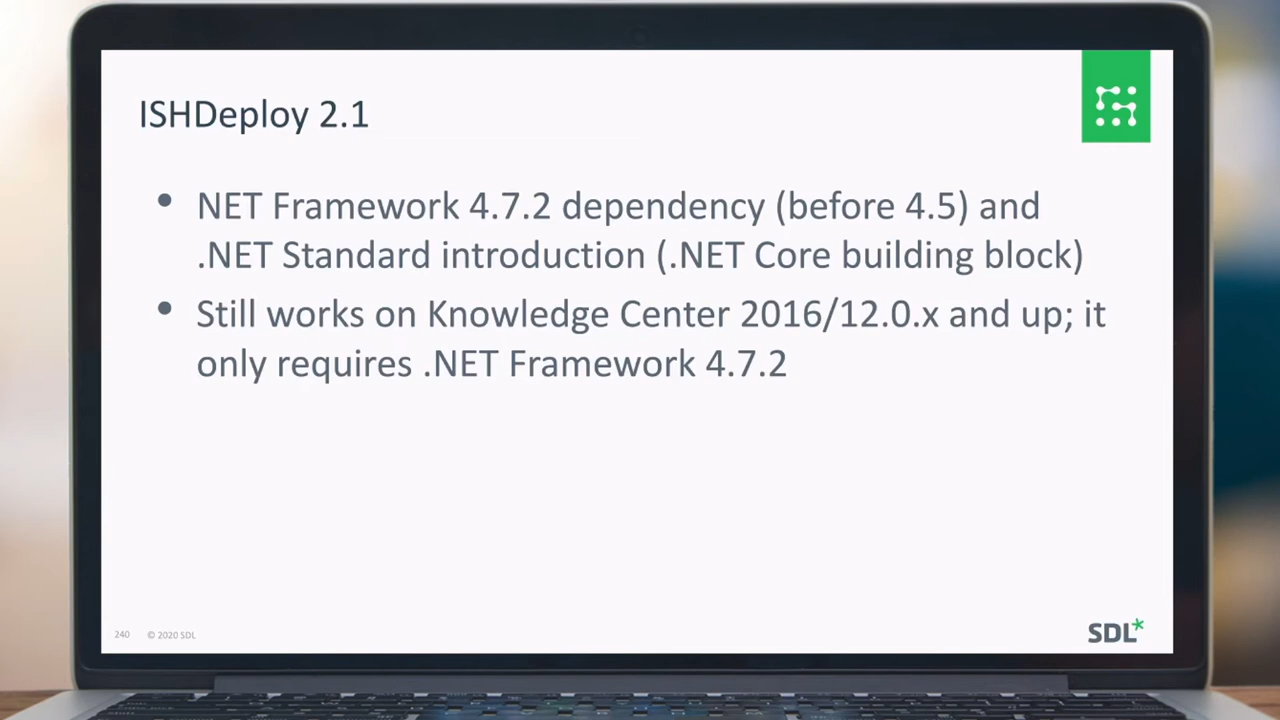 ISHDeploy 2.1
• NET Framework 4.7.2 dependency (before 4.5) and
.NET Standard introduction (.NET Core building block)
• Still works on Knowledge Center 2016/12.0.x and up; it
only requires .NET Framework 4.7.2
240 © 2020 SDL
SDL*